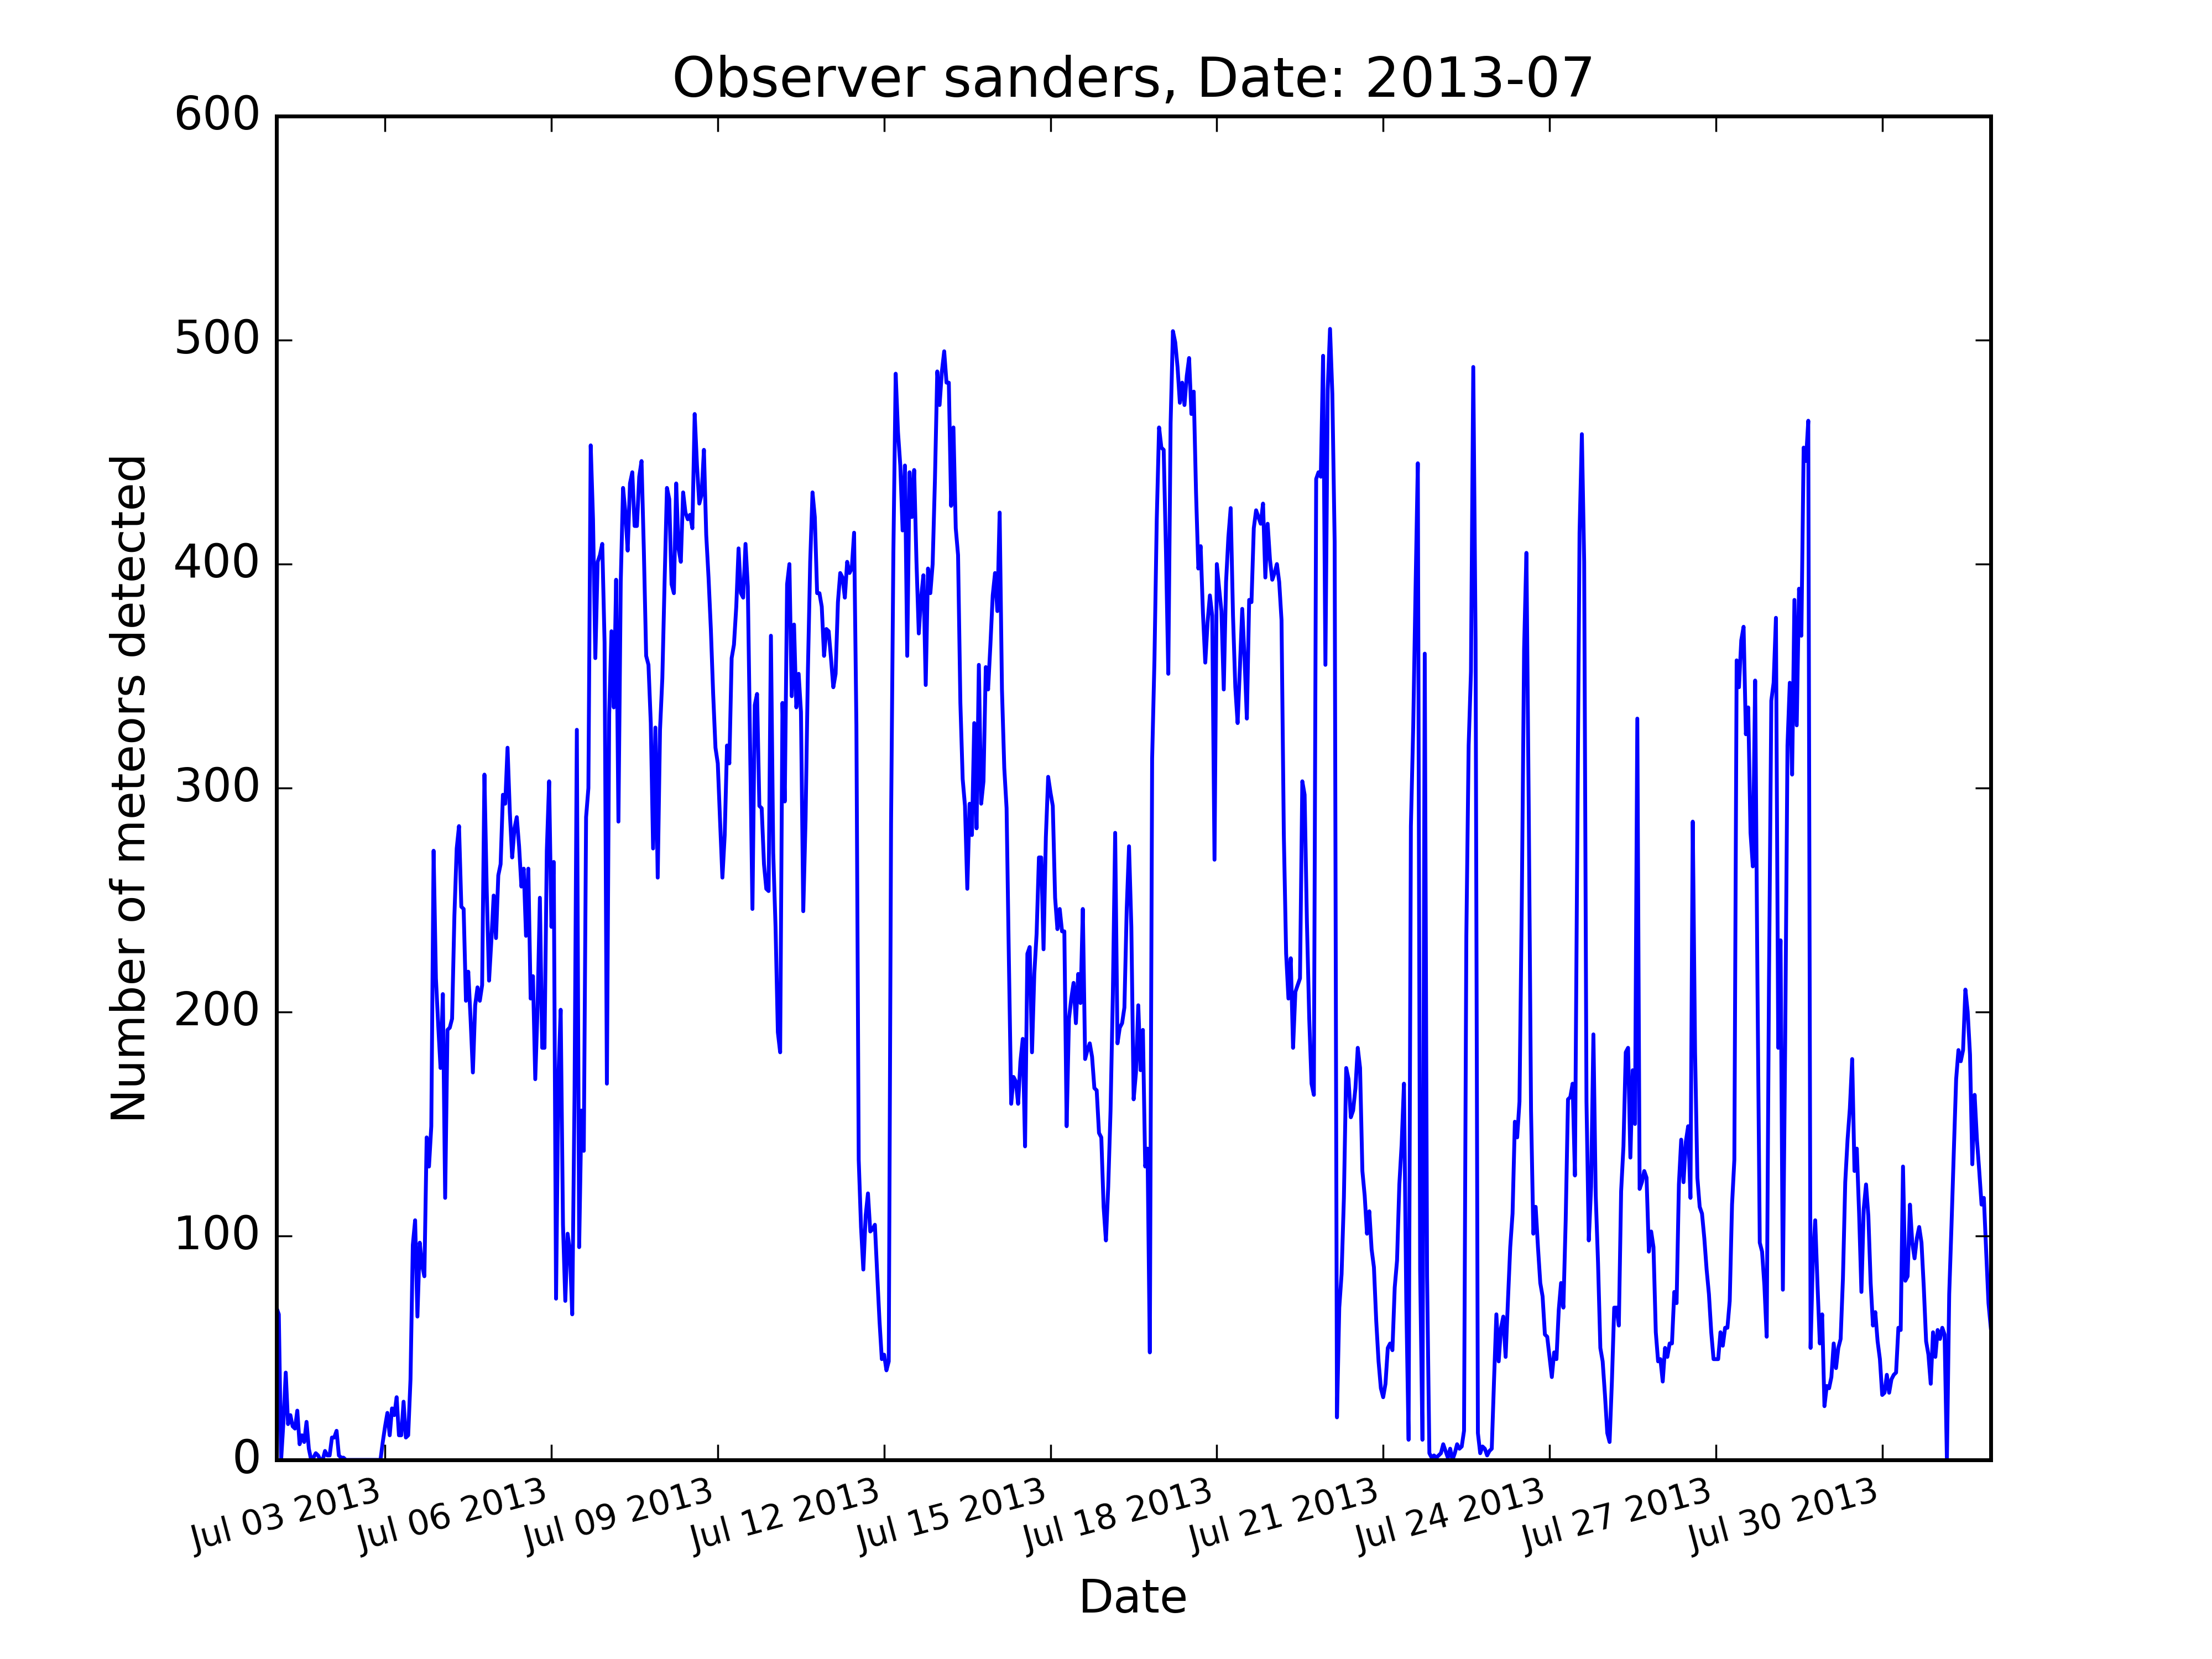 Observer sanders, Date: 2013-07
600
500
400
300
200
100
0
Number of meteors detected
Jul 03 2013
Jul 06 2013
Jul 09 2013
Jul 12 2013
Jul 15 2013
Jul 18 2013
Jul 21 2013
Jul 24 2013
Jul 27 2013
Jul 30 2013
Date